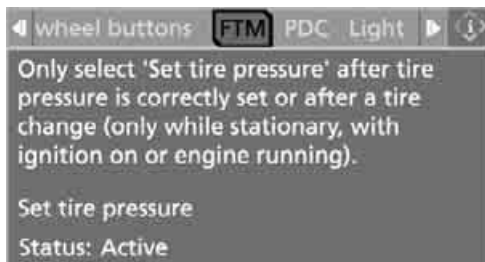 wheel buttons FTM PDC Light
Only select 'Set tire pressure' after tire
pressure is correctly set or after a tire
change (only while stationary, with
ignition on or engine running).
Set tire pressure
Status: Active